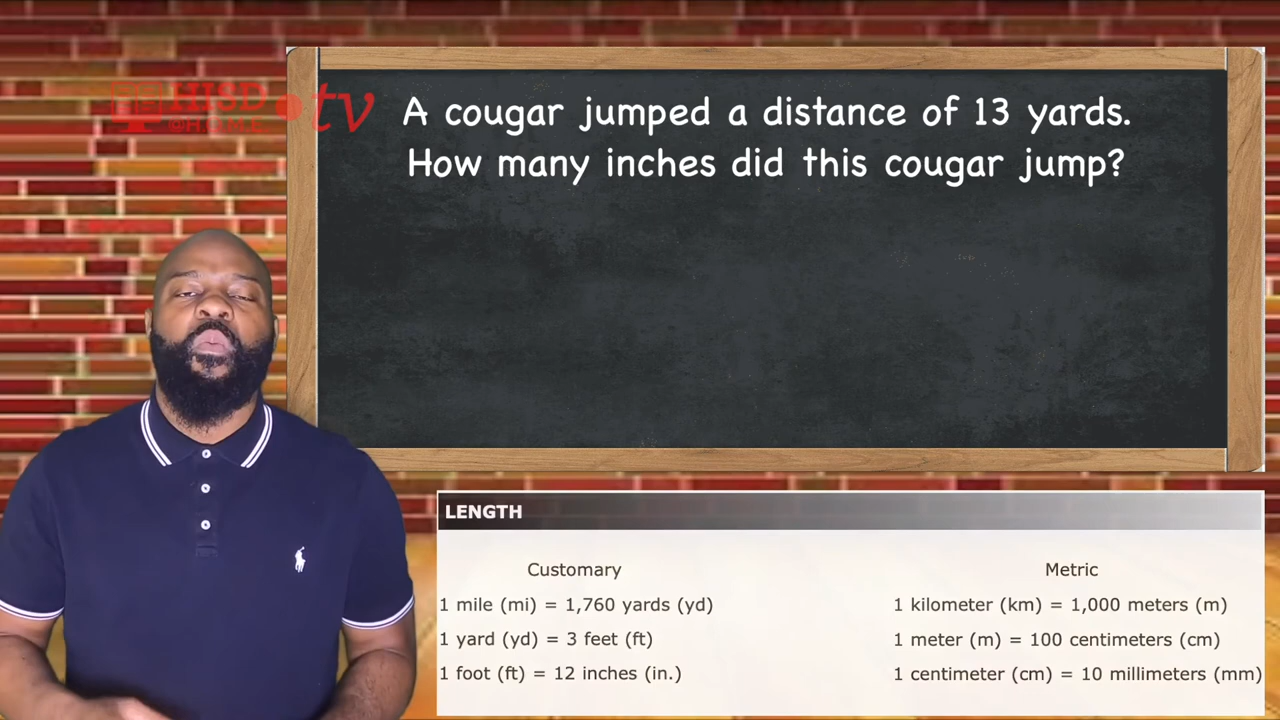 HISD
@H.O.M.E.
.tv
A cougar jumped a distance of 13 yards.
How many inches did this cougar jump?
LENGTH
Customary
1 mile (mi) = 1,760 yards (yd)
1 yard (yd) = 3 feet (ft)
1 foot (ft) = 12 inches (in.)
Metric
1 kilometer (km) = 1,000 meters (m)
1 meter (m) = 100 centimeters (cm)
1 centimeter (cm) = 10 millimeters (mm)